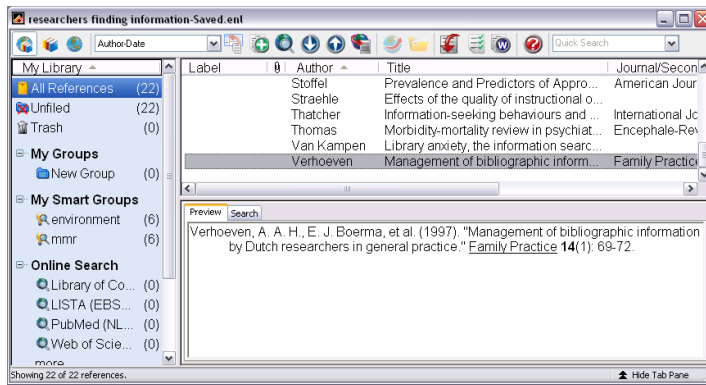 researchers finding information-Saved.enl
Author-Date
Quick Search
My Library
All References (22)
Unfiled (22)
Trash (0)
My Groups
New Group (0)
My Smart Groups
environment (6)
mmr (6)
Online Search
Library of Co... (0)
LISTA (EBS... (0)
PubMed (NL... (0)
Web of Scie... (0)
more
Label Author Title Journal/Secon
Stoffel Prevalence and Predictors of Appro... American Jour
Straehle Effects of the quality of instructional o...
Thatcher Information-seeking behaviours and ... International Jc
Thomas Morbidity-mortality review in psychiat... Encephale-Rev
Van Kampen Library anxiety, the information searc...
Verhoeven Management of bibliographic inform... Family Practice
Preview Search
Verhoeven, A. A. H., E. J. Boerma, et al. (1997). "Management of bibliographic information
by Dutch researchers in general practice." Family Practice 14(1): 69-72.
Showing 22 of 22 references.
Hide Tab Pane